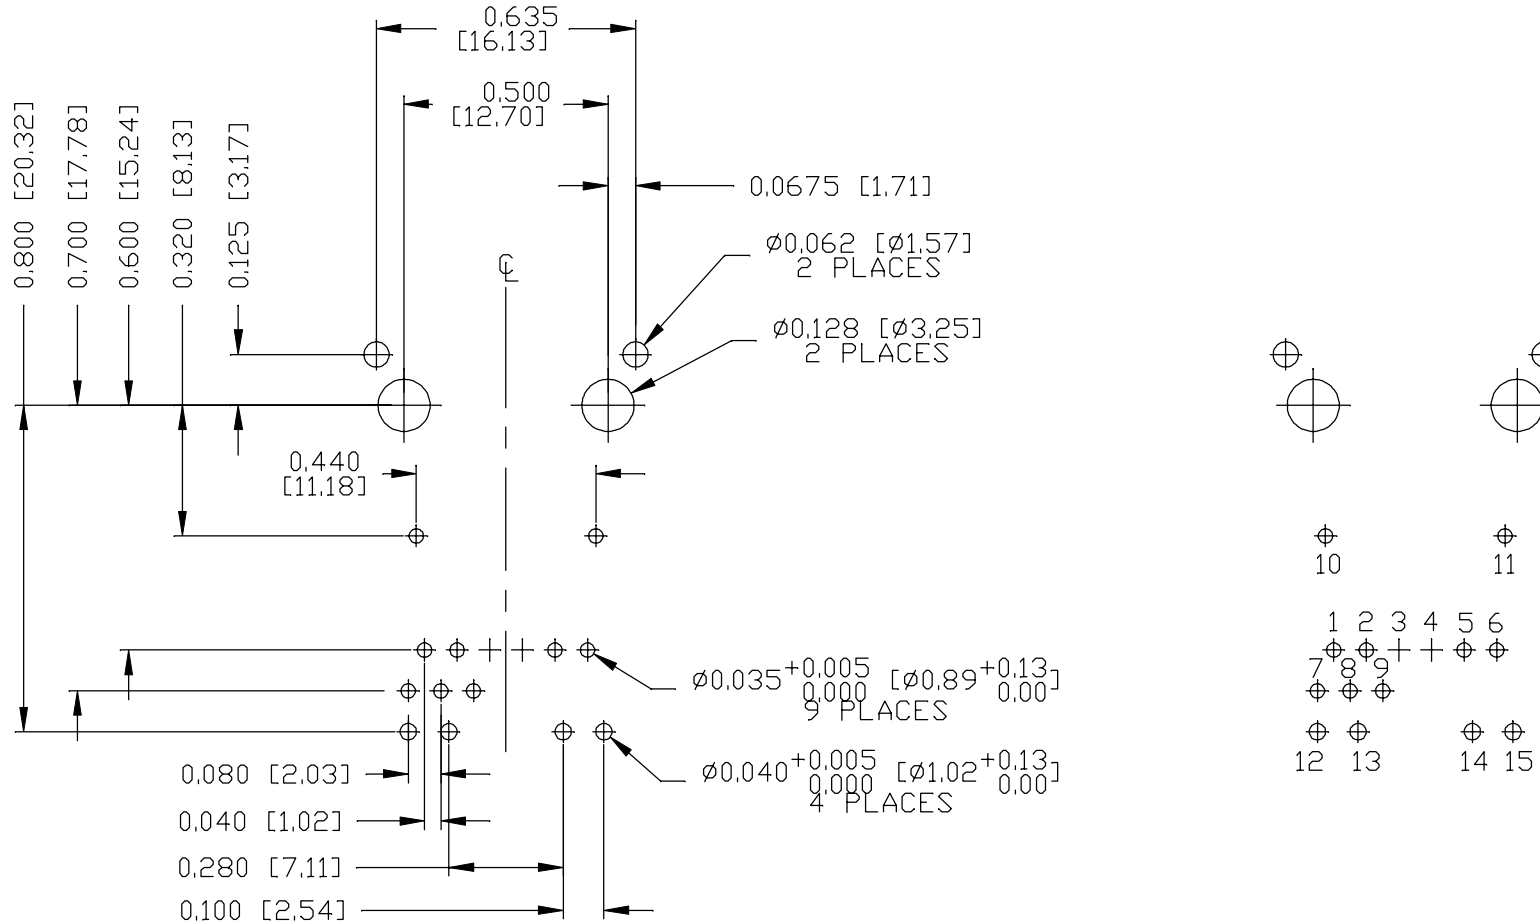 0.635
[16.13]
0.500
[12.70]
0.800 [20.32]
0.700 [17.78]
0.600 [15.24]
0.320 [8.13]
0.125 [3.17]
0.0675 [1.71]
Ø0.062 [Ø1.57]
2 PLACES
℄
Ø0.128 [Ø3.25]
2 PLACES
0.440
[11.18]
10 11
1 2 3 4 5 6
7 8 9
12 13 14 15
Ø0.035 +0.005 0.000 [Ø0.89 +0.13 0.00]
9 PLACES
Ø0.040 +0.005 0.000 [Ø1.02 +0.13 0.00]
4 PLACES
0.080 [2.03]
0.040 [1.02]
0.280 [7.11]
0.100 [2.54]